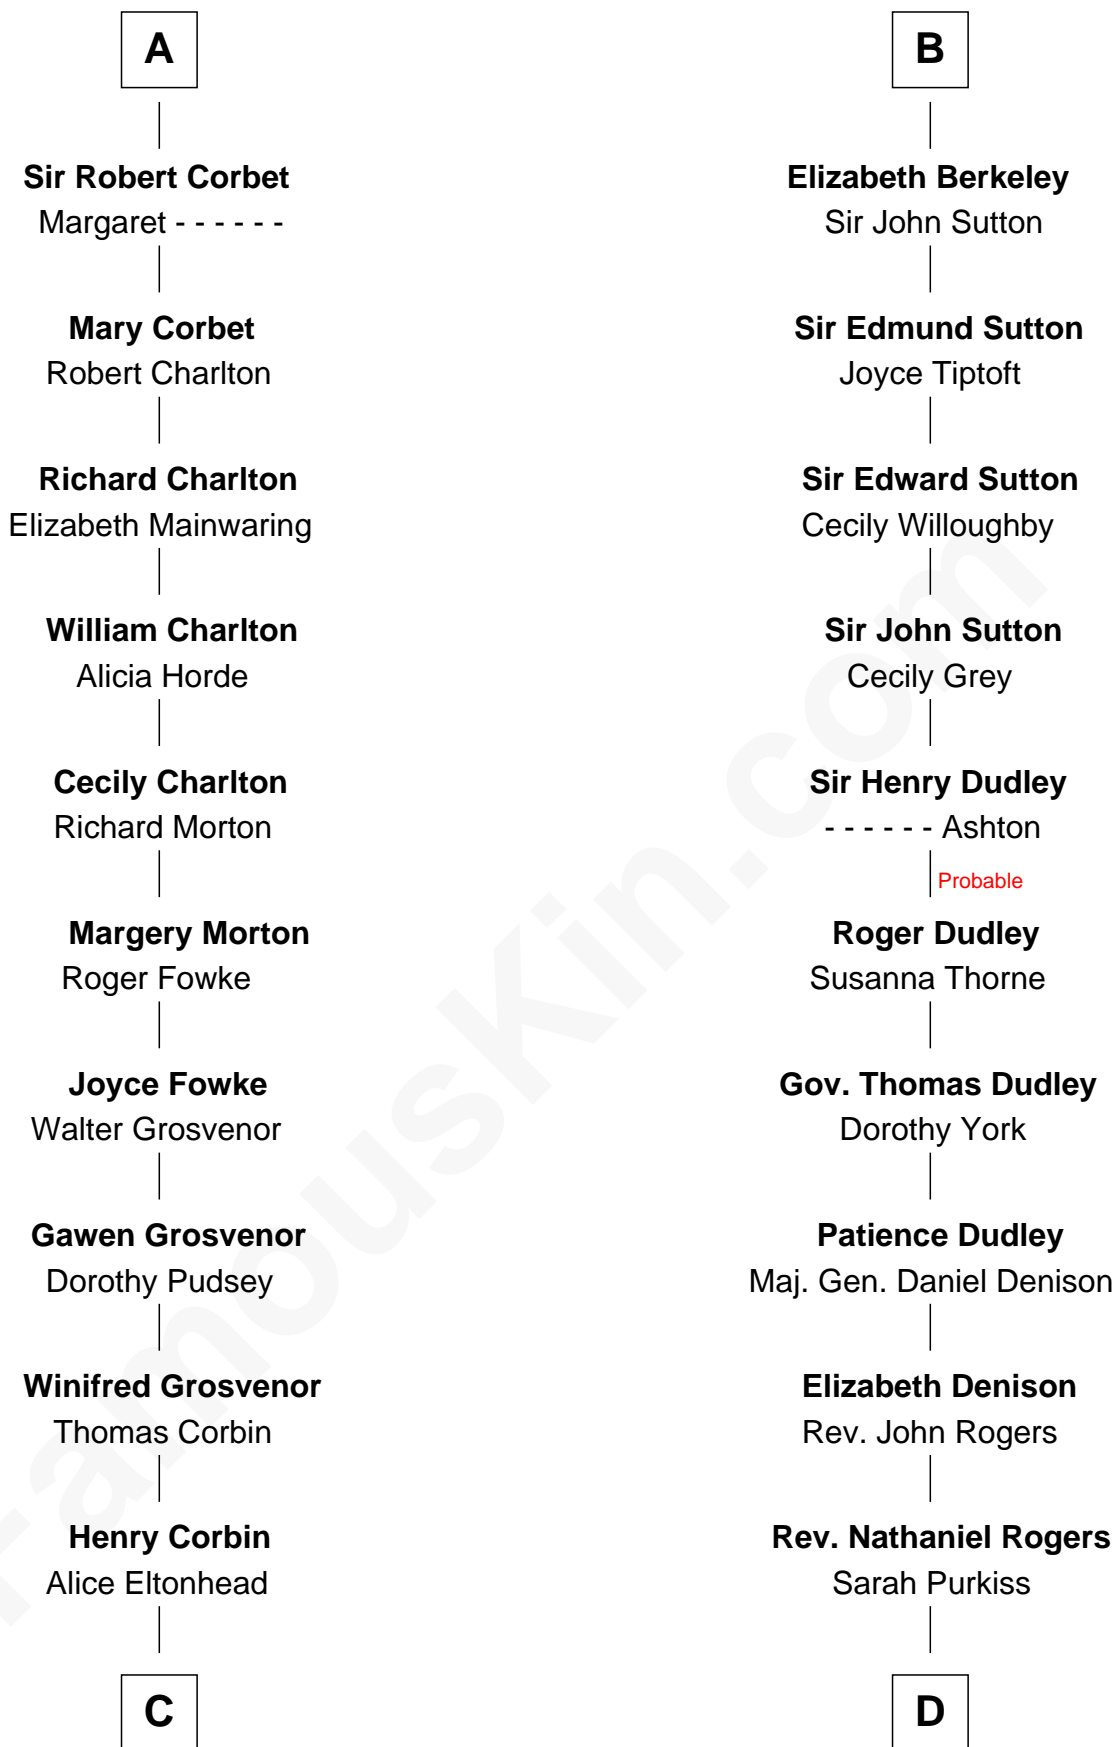 A
Sir Robert Corbet
Margaret - - - - - -
Mary Corbet
Robert Charlton
Richard Charlton
Elizabeth Mainwaring
William Charlton
Alicia Horde
Cecily Charlton
Richard Morton
Margery Morton
Roger Fowke
Joyce Fowke
Walter Grosvenor
Gawen Grosvenor
Dorothy Pudsey
Winifred Grosvenor
Thomas Corbin
Henry Corbin
Alice Eltonhead
C
B
Elizabeth Berkeley
Sir John Sutton
Sir Edmund Sutton
Joyce Tiptoft
Sir Edward Sutton
Cecily Willoughby
Sir John Sutton
Cecily Grey
Sir Henry Dudley
- - - - - - Ashton
Probable
Roger Dudley
Susanna Thorne
Gov. Thomas Dudley
Dorothy York
Patience Dudley
Maj. Gen. Daniel Denison
Elizabeth Denison
Rev. John Rogers
Rev. Nathaniel Rogers
Sarah Purkiss
D
FamousKin.com